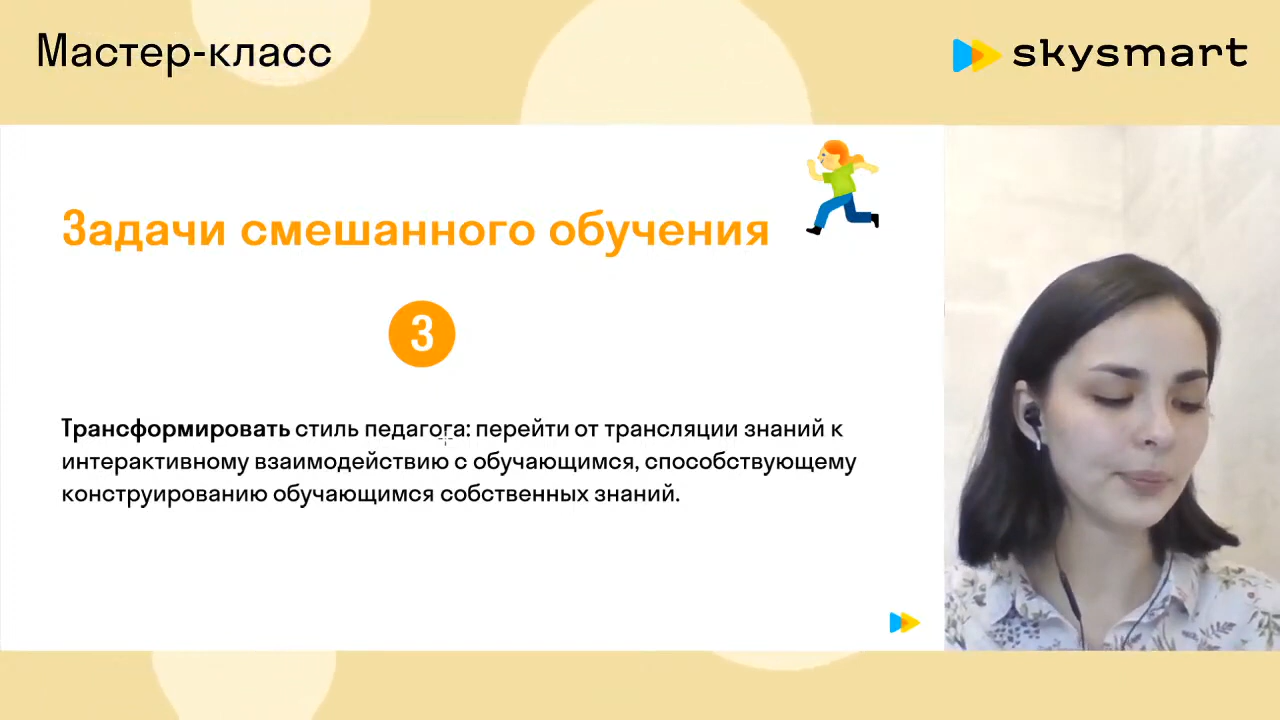 Мастер-класс
skysmart
Задачи смешанного обучения
3
Трансформировать стиль педагога: перейти от трансляции знаний к
интерактивному взаимодействию с обучающимся, способствующему
конструированию обучающимся собственных знаний.